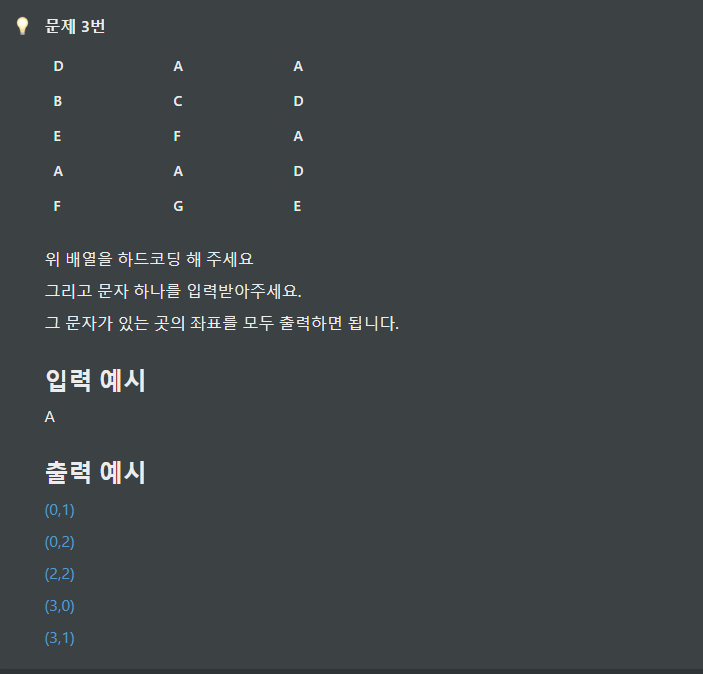 문제 3번
D A A
B C D
E F A
A A D
F G E
위 배열을 하드코딩 해 주세요
그리고 문자 하나를 입력받아주세요.
그 문자가 있는 곳의 좌표를 모두 출력하면 됩니다.
입력 예시
A
출력 예시
(0,1)
(0,2)
(2,2)
(3,0)
(3,1)